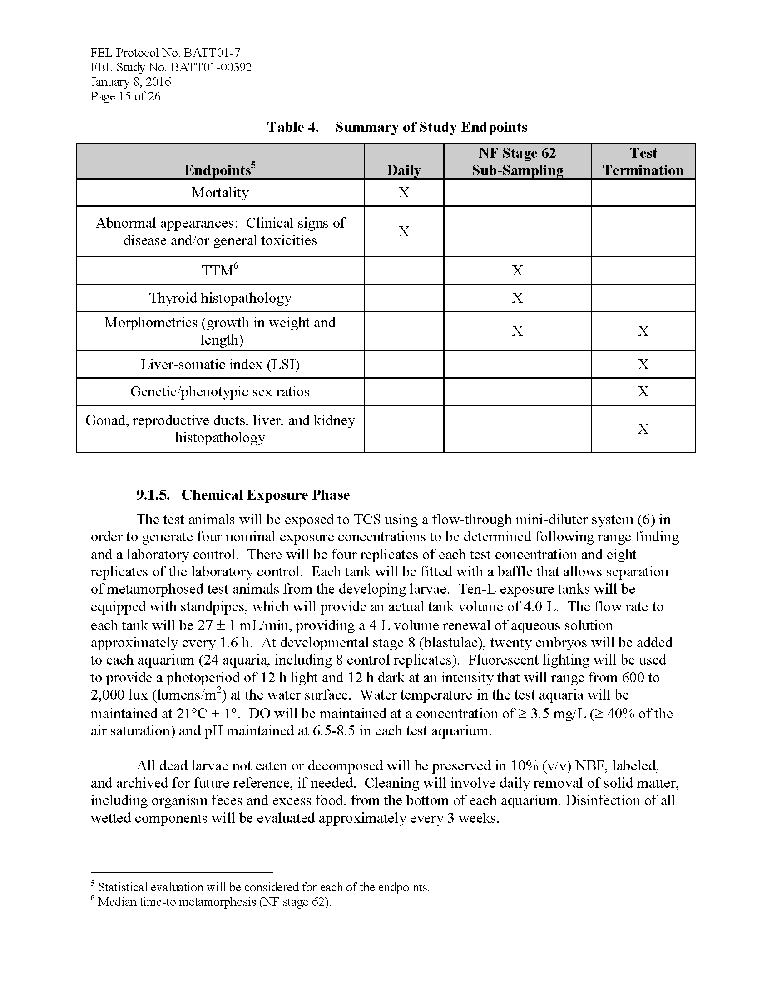 FEL Protocol No. BATT01-7
FEL Study No. BATT01-00392
January 8, 2016
Page 15 of 26
Table 4. Summary of Study Endpoints
Endpoints5 Daily NF Stage 62 Sub-Sampling Test Termination
Mortality X
Abnormal appearances: Clinical signs of
disease and/or general toxicities X
TTM6 X
Thyroid histopathology X
Morphometrics (growth in weight and
length) X X
Liver-somatic index (LSI) X
Genetic/phenotypic sex ratios X
Gonad, reproductive ducts, liver, and kidney
histopathology X
9.1.5. Chemical Exposure Phase
The test animals will be exposed to TCS using a flow-through mini-diluter system (6) in
order to generate four nominal exposure concentrations to be determined following range finding
and a laboratory control. There will be four replicates of each test concentration and eight
replicates of the laboratory control. Each tank will be fitted with a baffle that allows separation
of metamorphosed test animals from the developing larvae. Ten-L exposure tanks will be
equipped with standpipes, which will provide an actual tank volume of 4.0 L. The flow rate to
each tank will be 27 ± 1 mL/min, providing a 4 L volume renewal of aqueous solution
approximately every 1.6 h. At developmental stage 8 (blastulae), twenty embryos will be added
to each aquarium (24 aquaria, including 8 control replicates). Fluorescent lighting will be used
to provide a photoperiod of 12 h light and 12 h dark at an intensity that will range from 600 to
2,000 lux (lumens/m2) at the water surface. Water temperature in the test aquaria will be
maintained at 21°C ± 1°. DO will be maintained at a concentration of ≥ 3.5 mg/L (≥ 40% of the
air saturation) and pH maintained at 6.5-8.5 in each test aquarium.
All dead larvae not eaten or decomposed will be preserved in 10% (v/v) NBF, labeled,
and archived for future reference, if needed. Cleaning will involve daily removal of solid matter,
including organism feces and excess food, from the bottom of each aquarium. Disinfection of all
wetted components will be evaluated approximately every 3 weeks.
5 Statistical evaluation will be considered for each of the endpoints.
6 Median time-to metamorphosis (NF stage 62).